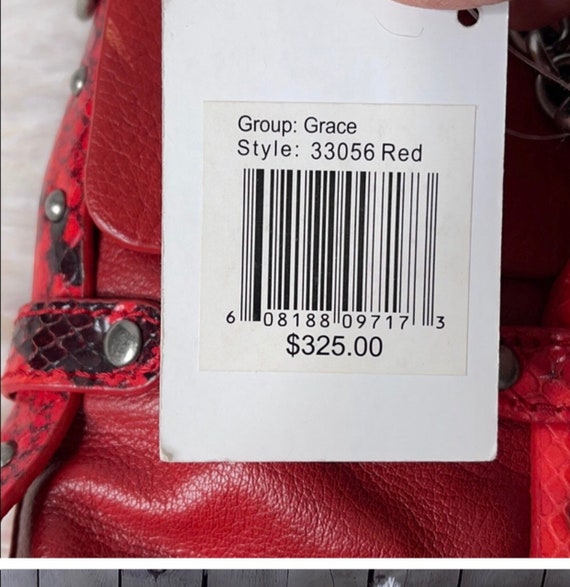 Group: Grace
Style: 33056 Red
6 08188 09717 3
$325.00